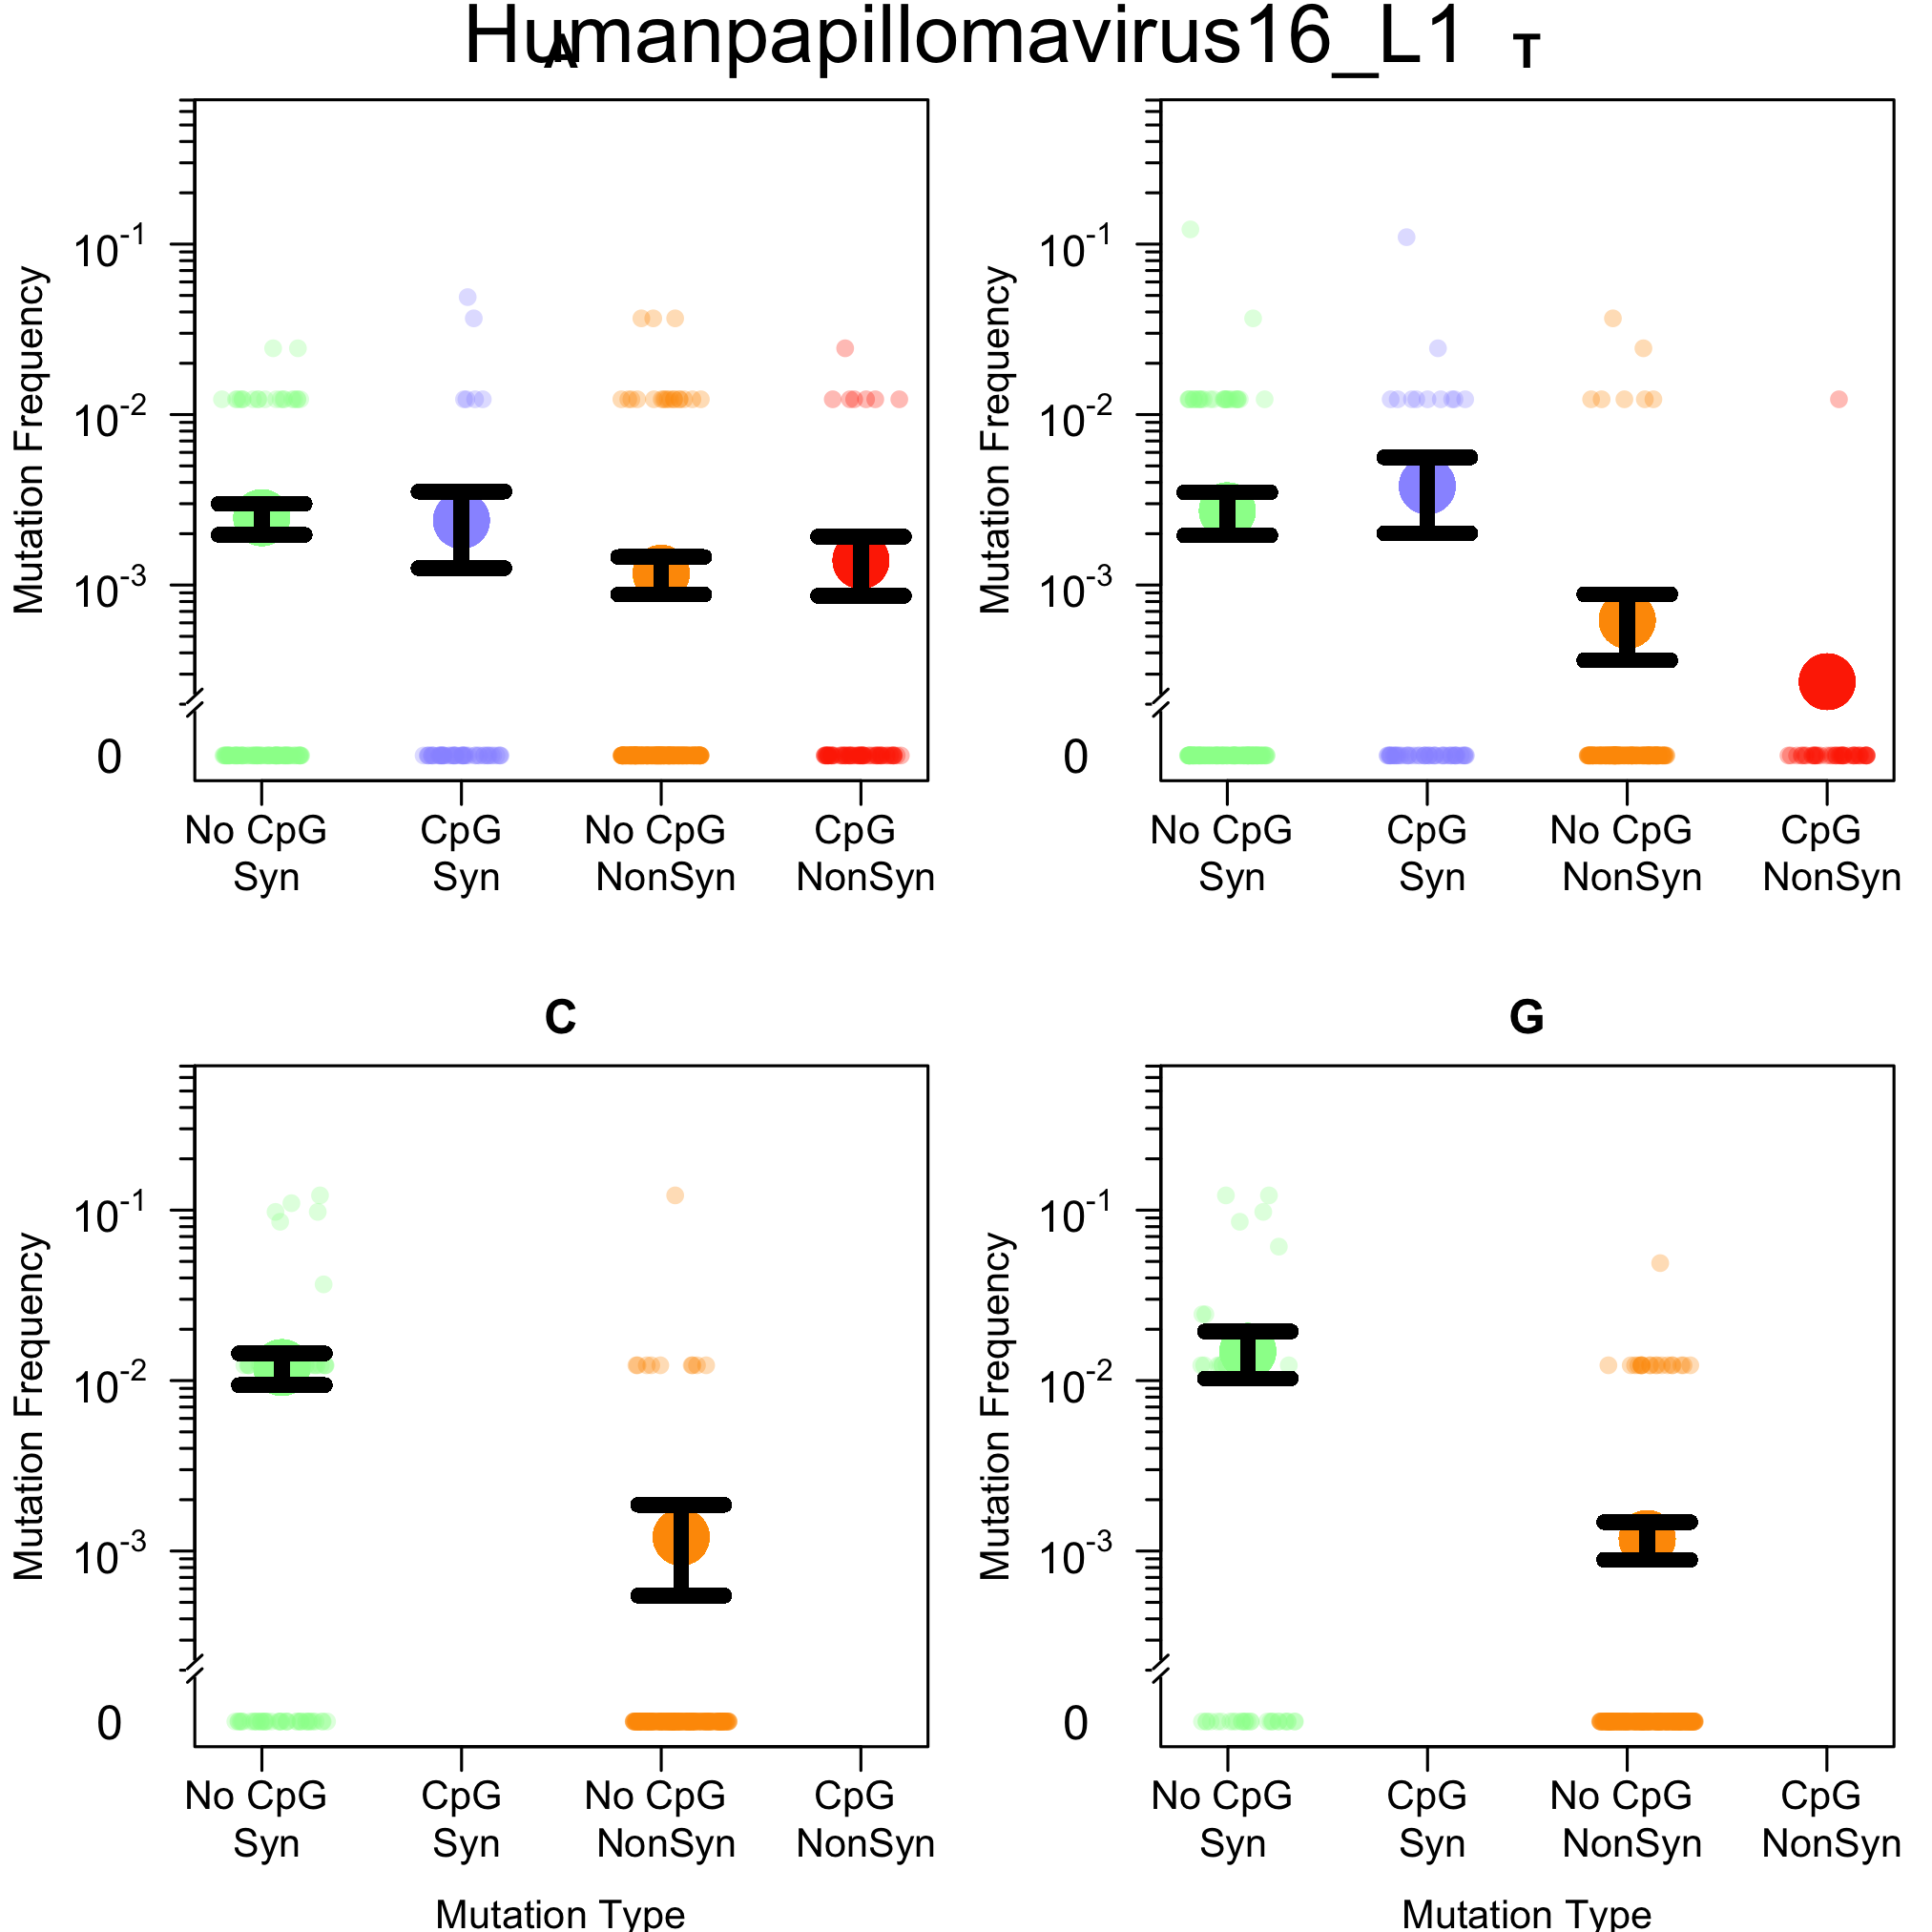 Humanpapillomavirus16_L1
A
T
Mutation Frequency
10^-1
10^-2
10^-3
0
No CpG Syn
CpG Syn
No CpG NonSyn
CpG NonSyn
Mutation Frequency
10^-1
10^-2
10^-3
0
No CpG Syn
CpG Syn
No CpG NonSyn
CpG NonSyn
C
Mutation Frequency
10^-1
10^-2
10^-3
0
No CpG Syn
CpG Syn
No CpG NonSyn
CpG NonSyn
Mutation Type
G
Mutation Frequency
10^-1
10^-2
10^-3
0
No CpG Syn
CpG Syn
No CpG NonSyn
CpG NonSyn
Mutation Type